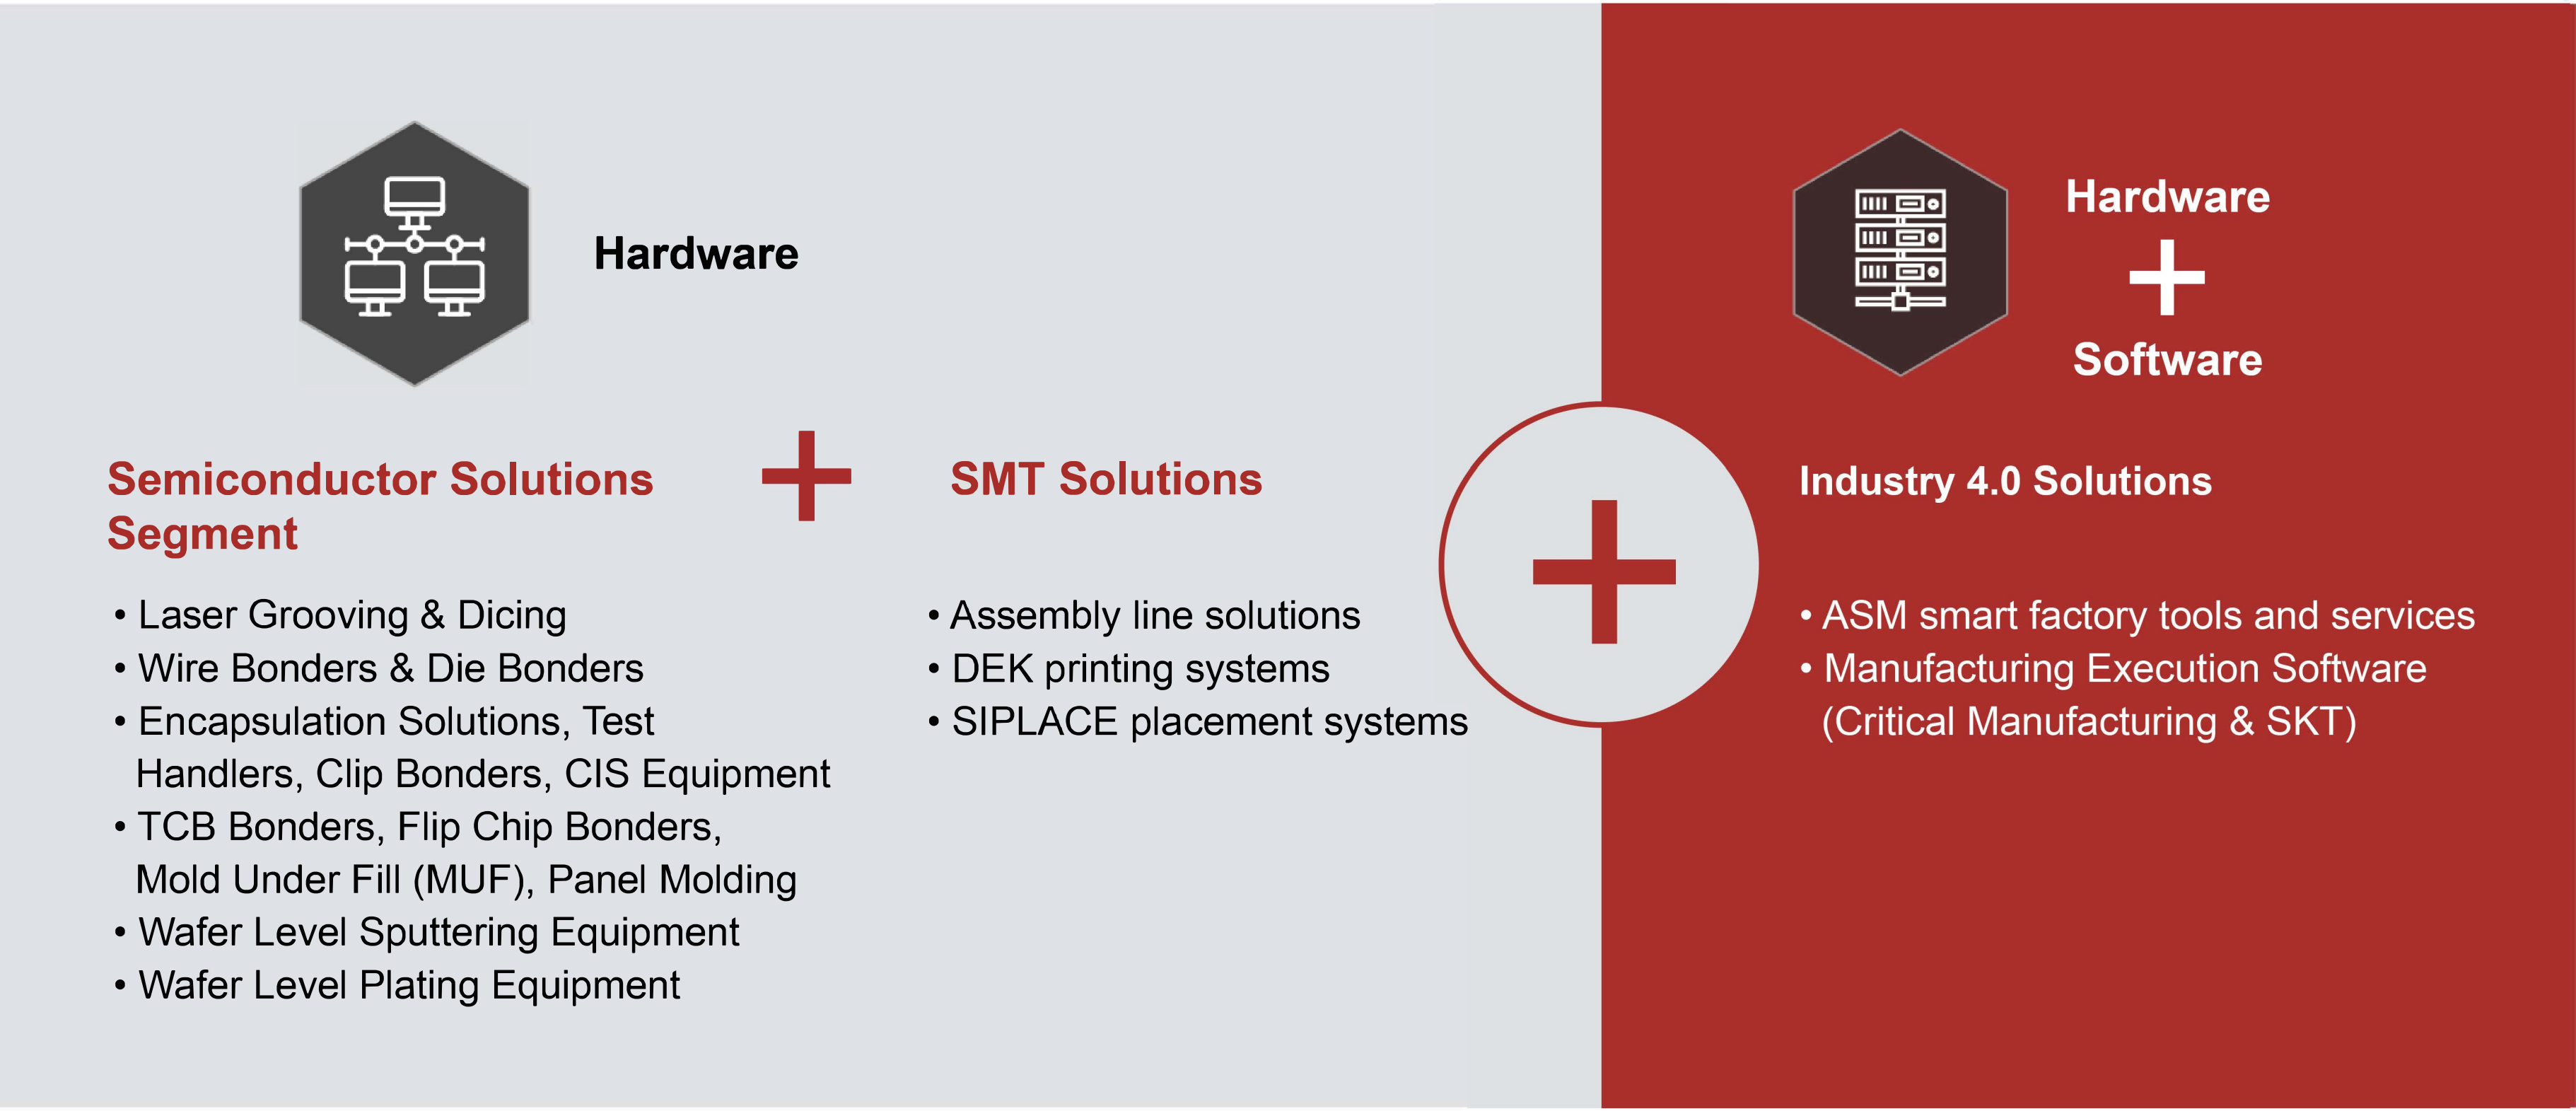 Hardware
Semiconductor Solutions
Segment
• Laser Grooving & Dicing
• Wire Bonders & Die Bonders
• Encapsulation Solutions, Test
Handlers, Clip Bonders, CIS Equipment
• TCB Bonders, Flip Chip Bonders,
Mold Under Fill (MUF), Panel Molding
• Wafer Level Sputtering Equipment
• Wafer Level Plating Equipment
+
SMT Solutions
• Assembly line solutions
• DEK printing systems
• SIPLACE placement systems
+
Hardware
+
Software
Industry 4.0 Solutions
• ASM smart factory tools and services
• Manufacturing Execution Software
(Critical Manufacturing & SKT)